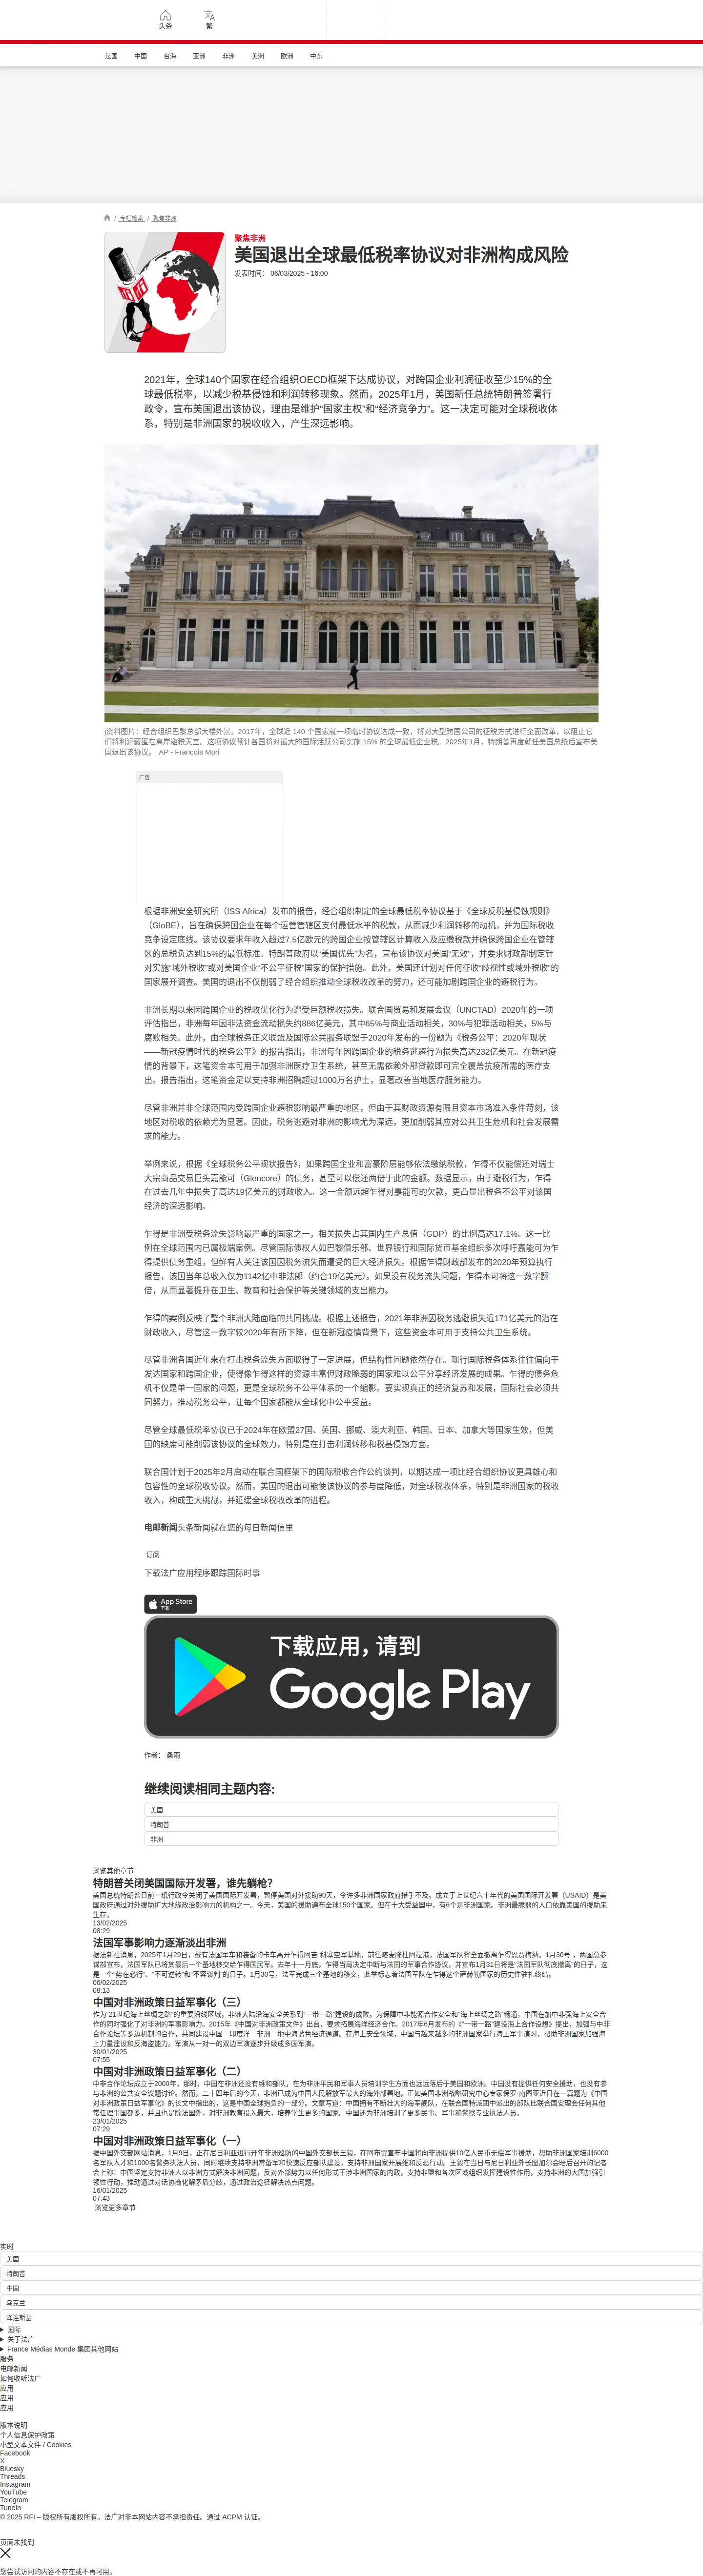 头条
繁
法国
中国
台海
亚洲
非洲
美洲
欧洲
中东
/ 专栏检索 / 聚焦非洲
聚焦非洲
美国退出全球最低税率协议对非洲构成风险
发表时间： 06/03/2025 - 16:00
2021年，全球140个国家在经合组织OECD框架下达成协议，对跨国企业利润征收至少15%的全
球最低税率，以减少税基侵蚀和利润转移现象。然而，2025年1月，美国新任总统特朗普签署行
政令，宣布美国退出该协议，理由是维护“国家主权”和“经济竞争力”。这一决定可能对全球税收体
系，特别是非洲国家的税收收入，产生深远影响。
j资料图片：经合组织巴黎总部大楼外景。2017年，全球近 140 个国家就一项临时协议达成一致，将对大型跨国公司的征税方式进行全面改革，以阻止它
们将利润藏匿在离岸避税天堂。这项协议预计各国将对最大的国际活跃公司实施 15% 的全球最低企业税。2025年1月，特朗普再度就任美国总统后宣布美
国退出该协议。 AP - Francois Mori
广告
根据非洲安全研究所（ISS Africa）发布的报告，经合组织制定的全球最低税率协议基于《全球反税基侵蚀规则》
（GloBE），旨在确保跨国企业在每个运营管辖区支付最低水平的税款，从而减少利润转移的动机，并为国际税收
竞争设定底线。该协议要求年收入超过7.5亿欧元的跨国企业按管辖区计算收入及应缴税款并确保跨国企业在管辖
区的总税负达到15%的最低标准。特朗普政府以“美国优先”为名，宣布该协议对美国“无效”，并要求财政部制定针
对实施“域外税收”或对美国企业“不公平征税”国家的保护措施。此外，美国还计划对任何征收“歧视性或域外税收”的
国家展开调查。美国的退出不仅削弱了经合组织推动全球税收改革的努力，还可能加剧跨国企业的避税行为。
非洲长期以来因跨国企业的税收优化行为遭受巨额税收损失。联合国贸易和发展会议（UNCTAD）2020年的一项
评估指出，非洲每年因非法资金流动损失约886亿美元，其中65%与商业活动相关，30%与犯罪活动相关，5%与
腐败相关。此外，由全球税务正义联盟及国际公共服务联盟于2020年发布的一份题为《税务公平：2020年现状
——新冠疫情时代的税务公平》的报告指出，非洲每年因跨国企业的税务逃避行为损失高达232亿美元。在新冠疫
情的背景下，这笔资金本可用于加强非洲医疗卫生系统，甚至无需依赖外部贷款即可完全覆盖抗疫所需的医疗支
出。报告指出，这笔资金足以支持非洲招聘超过1000万名护士，显著改善当地医疗服务能力。
尽管非洲并非全球范围内受跨国企业避税影响最严重的地区，但由于其财政资源有限且资本市场准入条件苛刻，该
地区对税收的依赖尤为显著。因此，税务逃避对非洲的影响尤为深远，更加削弱其应对公共卫生危机和社会发展需
求的能力。
举例来说，根据《全球税务公平现状报告》，如果跨国企业和富豪阶层能够依法缴纳税款，乍得不仅能偿还对瑞士
大宗商品交易巨头嘉能可（Glencore）的债务，甚至可以偿还两倍于此的金额。数据显示，由于避税行为，乍得
在过去几年中损失了高达19亿美元的财政收入。这一金额远超乍得对嘉能可的欠款，更凸显出税务不公平对该国
经济的深远影响。
乍得是非洲受税务流失影响最严重的国家之一，相关损失占其国内生产总值（GDP）的比例高达17.1%。这一比
例在全球范围内已属极端案例。尽管国际债权人如巴黎俱乐部、世界银行和国际货币基金组织多次呼吁嘉能可为乍
得提供债务重组，但鲜有人关注该国因税务流失而遭受的巨大经济损失。根据乍得财政部发布的2020年预算执行
报告，该国当年总收入仅为1142亿中非法郎（约合19亿美元）。如果没有税务流失问题，乍得本可将这一数字翻
倍，从而显著提升在卫生、教育和社会保护等关键领域的支出能力。
乍得的案例反映了整个非洲大陆面临的共同挑战。根据上述报告，2021年非洲因税务逃避损失近171亿美元的潜在
财政收入，尽管这一数字较2020年有所下降，但在新冠疫情背景下，这些资金本可用于支持公共卫生系统。
尽管非洲各国近年来在打击税务流失方面取得了一定进展，但结构性问题依然存在。现行国际税务体系往往偏向于
发达国家和跨国企业，使得像乍得这样的资源丰富但财政脆弱的国家难以公平分享经济发展的成果。乍得的债务危
机不仅是单一国家的问题，更是全球税务不公平体系的一个缩影。要实现真正的经济复苏和发展，国际社会必须共
同努力，推动税务公平，让每个国家都能从全球化中公平受益。
尽管全球最低税率协议已于2024年在欧盟27国、英国、挪威、澳大利亚、韩国、日本、加拿大等国家生效，但美
国的缺席可能削弱该协议的全球效力，特别是在打击利润转移和税基侵蚀方面。
联合国计划于2025年2月启动在联合国框架下的国际税收合作公约谈判，以期达成一项比经合组织协议更具雄心和
包容性的全球税收协议。然而，美国的退出可能使该协议的参与度降低，对全球税收体系，特别是非洲国家的税收
收入，构成重大挑战，并延缓全球税收改革的进程。
电邮新闻头条新闻就在您的每日新闻信里
订阅
下载法广应用程序跟踪国际时事
App Store
下载
下载应用，请到
Google Play
作者： 桑雨
继续阅读相同主题内容:
美国
特朗普
非洲
浏览其他章节
特朗普关闭美国国际开发署，谁先躺枪？
美国总统特朗普日前一纸行政令关闭了美国国际开发署，暂停美国对外援助90天，令许多非洲国家政府措手不及。成立于上世纪六十年代的美国国际开发署（USAID）是美
国政府通过对外援助扩大地缘政治影响力的机构之一。今天，美国的援助遍布全球150个国家。但在十大受益国中，有6个是非洲国家。非洲最脆弱的人口依靠美国的援助来
生存。
13/02/2025
08:29
法国军事影响力逐渐淡出非洲
据法新社消息，2025年1月29日，载有法国军车和装备的卡车离开乍得阿吉-科塞空军基地，前往喀麦隆杜阿拉港，法国军队将全面撤离乍得恩贾梅纳。1月30号 ，两国总参
谋部宣布，法国军队已将其最后一个基地移交给乍得国民军。去年十一月底，乍得当局决定中断与法国的军事合作协议，并宣布1月31日将是“法国军队彻底撤离”的日子，这
是一个“势在必行”、“不可逆转”和“不容谈判”的日子。1月30号，法军完成三个基地的移交，此举标志着法国军队在乍得这个萨赫勒国家的历史性驻扎终结。
06/02/2025
08:13
中国对非洲政策日益军事化（三）
作为“21世纪海上丝绸之路”的重要沿线区域，非洲大陆沿海安全关系到“一带一路”建设的成败。为保障中非能源合作安全和“海上丝绸之路”畅通，中国在加中非强海上安全合
作的同时强化了对非洲的军事影响力。2015年《中国对非洲政策文件》出台，要求拓展海洋经济合作。2017年6月发布的《“一带一路”建设海上合作设想》提出，加强与中非
合作论坛等多边机制的合作，共同建设中国－印度洋－非洲－地中海蓝色经济通道。在海上安全领域，中国与越来越多的非洲国家举行海上军事演习，帮助非洲国家加强海
上力量建设和反海盗能力。军演从一对一的双边军演逐步升级成多国军演。
30/01/2025
07:55
中国对非洲政策日益军事化（二）
中非合作论坛成立于2000年，那时，中国在非洲还没有维和部队，在为非洲平民和军事人员培训学生方面也远远落后于美国和欧洲。中国没有提供任何安全援助，也没有参
与非洲的公共安全议题讨论。然而，二十四年后的今天，非洲已成为中国人民解放军最大的海外部署地。正如美国非洲战略研究中心专家保罗·南图亚近日在一篇题为《中国
对非洲政策日益军事化》的长文中指出的，这是中国全球抱负的一部分。文章写道：中国拥有不断壮大的海军舰队，在联合国特派团中派出的部队比联合国安理会任何其他
常任理事国都多，并且也是除法国外，对非洲教育投入最大，培养学生更多的国家。中国还为非洲培训了更多民事、军事和警察专业执法人员。
23/01/2025
07:29
中国对非洲政策日益军事化（一）
据中国外交部网站消息，1月9日，正在尼日利亚进行开年非洲巡防的中国外交部长王毅，在阿布贾宣布中国将向非洲提供10亿人民币无偿军事援助，帮助非洲国家培训6000
名军队人才和1000名警务执法人员，同时继续支持非洲常备军和快速反应部队建设，支持非洲国家开展维和与反恐行动。王毅在当日与尼日利亚外长图加尔会晤后召开的记者
会上称：中国坚定支持非洲人以非洲方式解决非洲问题，反对外部势力以任何形式干涉非洲国家的内政，支持非盟和各次区域组织发挥建设性作用，支持非洲的大国加强引
领性行动，推动通过对话协商化解矛盾分歧，通过政治途径解决热点问题。
16/01/2025
07:43
浏览更多章节
实时
美国
特朗普
中国
乌克兰
泽连斯基
国际
关于法广
France Médias Monde 集团其他网站
服务
电邮新闻
如何收听法广
应用
应用
应用
版本说明
个人信息保护政策
小型文本文件 / Cookies
Facebook
X
Bluesky
Threads
Instagram
YouTube
Telegram
TuneIn
© 2025 RFI – 版权所有版权所有。法广对非本网站内容不承担责任。通过 ACPM 认证。
页面未找到
您尝试访问的内容不存在或不再可用。